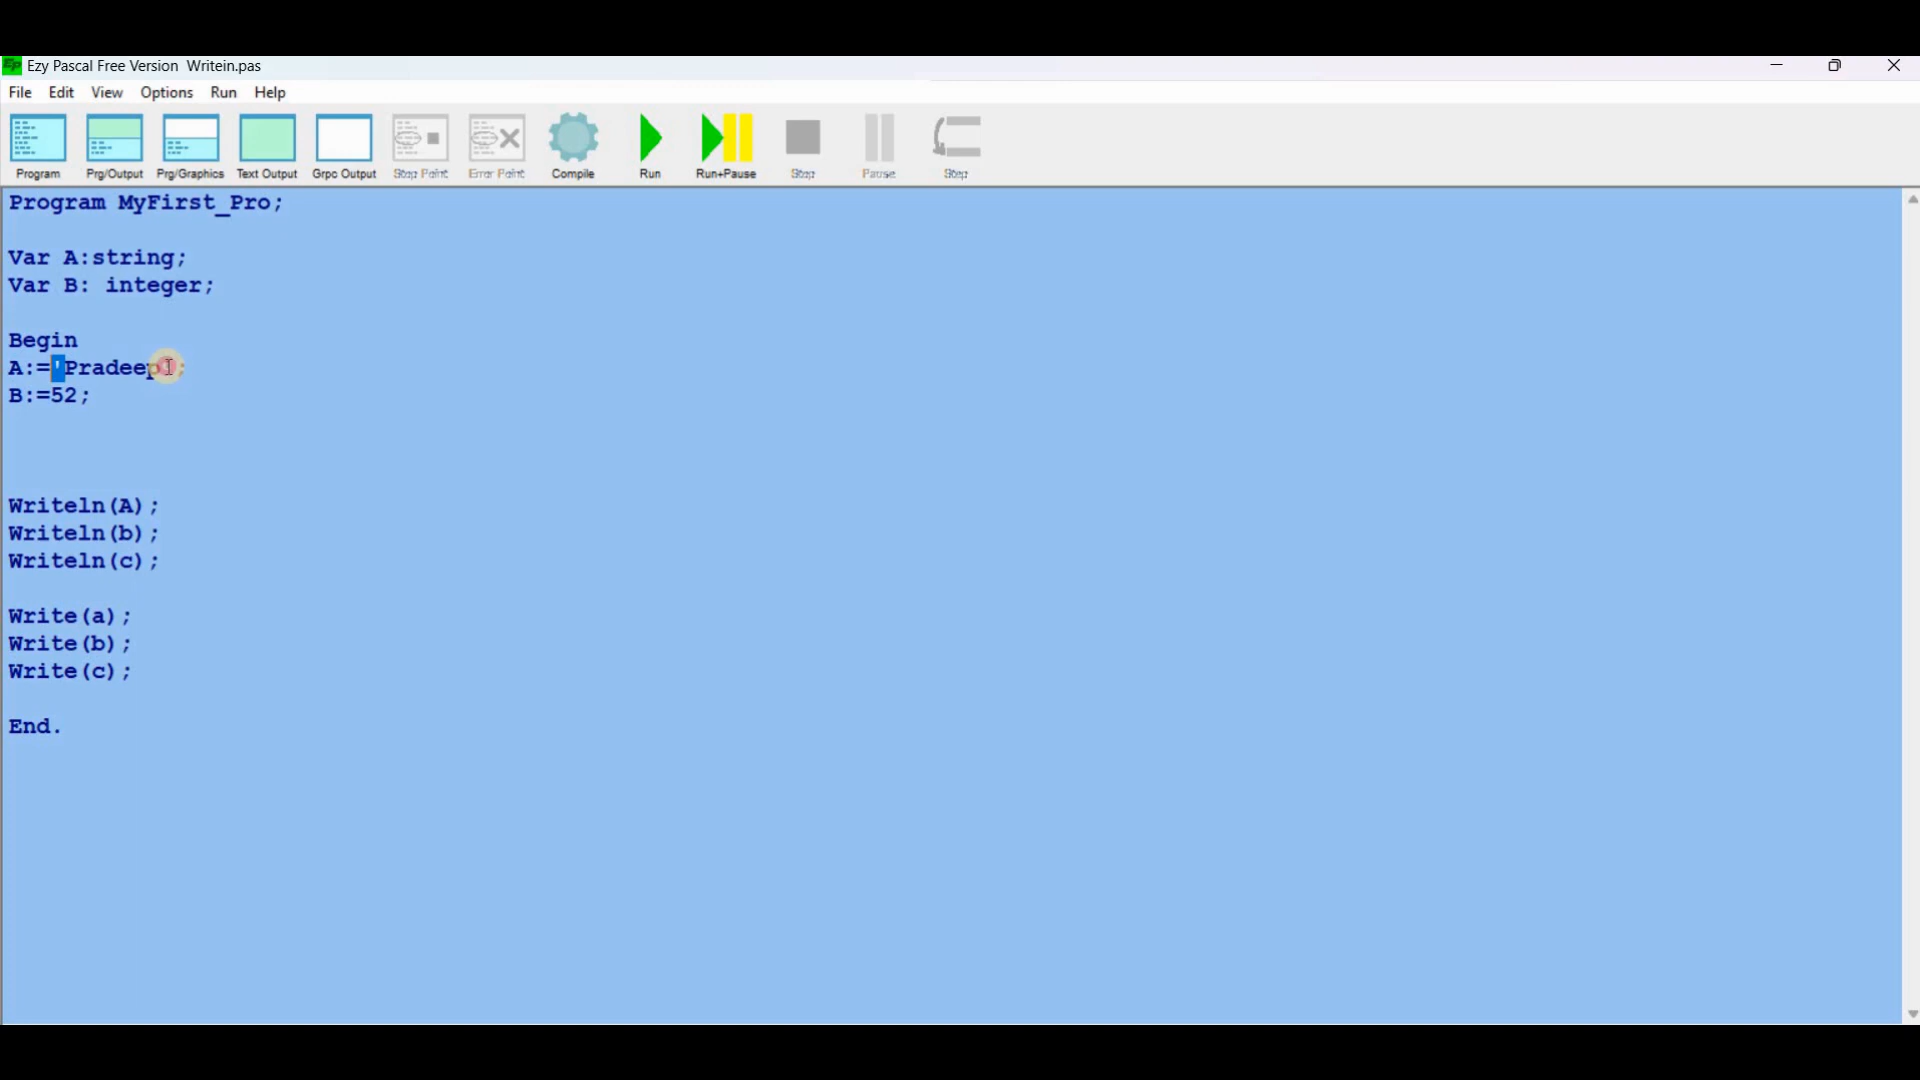 Ezy Pascal Free Version Writein.pas
File Edit View Options Run Help
Program Prg/Output Prg/Graphics Text Output Grpc Output Stop Point Error Point Compile Run Run+Pause Stop Pause Step
Program MyFirst_Pro;
Var A:string;
Var B: integer;
Begin
A:='Pradeep';
B:=52;
Writeln(A);
Writeln(b);
Writeln(c);
Write(a);
Write(b);
Write(c);
End.